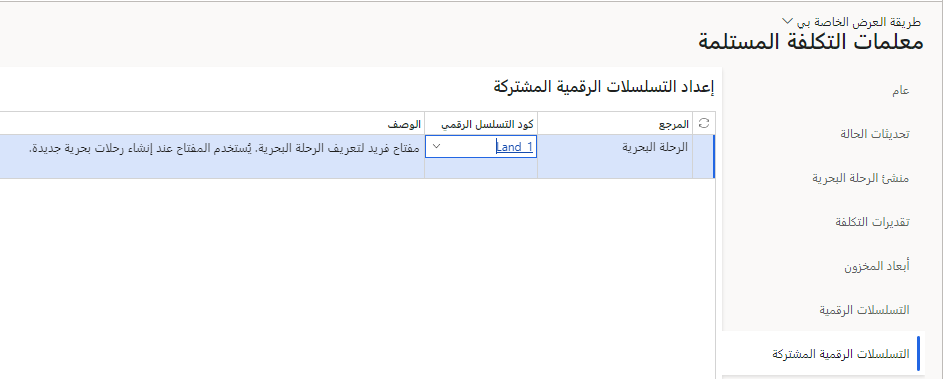 طريقة العرض الخاصة بي
معلمات التكلفة المستلمة
عام
تحديثات الحالة
منشئ الرحلة البحرية
تقديرات التكلفة
أبعاد المخزون
التسلسلات الرقمية
التسلسلات الرقمية المشتركة
إعداد التسلسلات الرقمية المشتركة
المرجع كود التسلسل الرقمي الوصف
الرحلة البحرية Land_1 مفتاح فريد لتعريف الرحلة البحرية. يُستخدم المفتاح عند إنشاء رحلات بحرية جديدة.